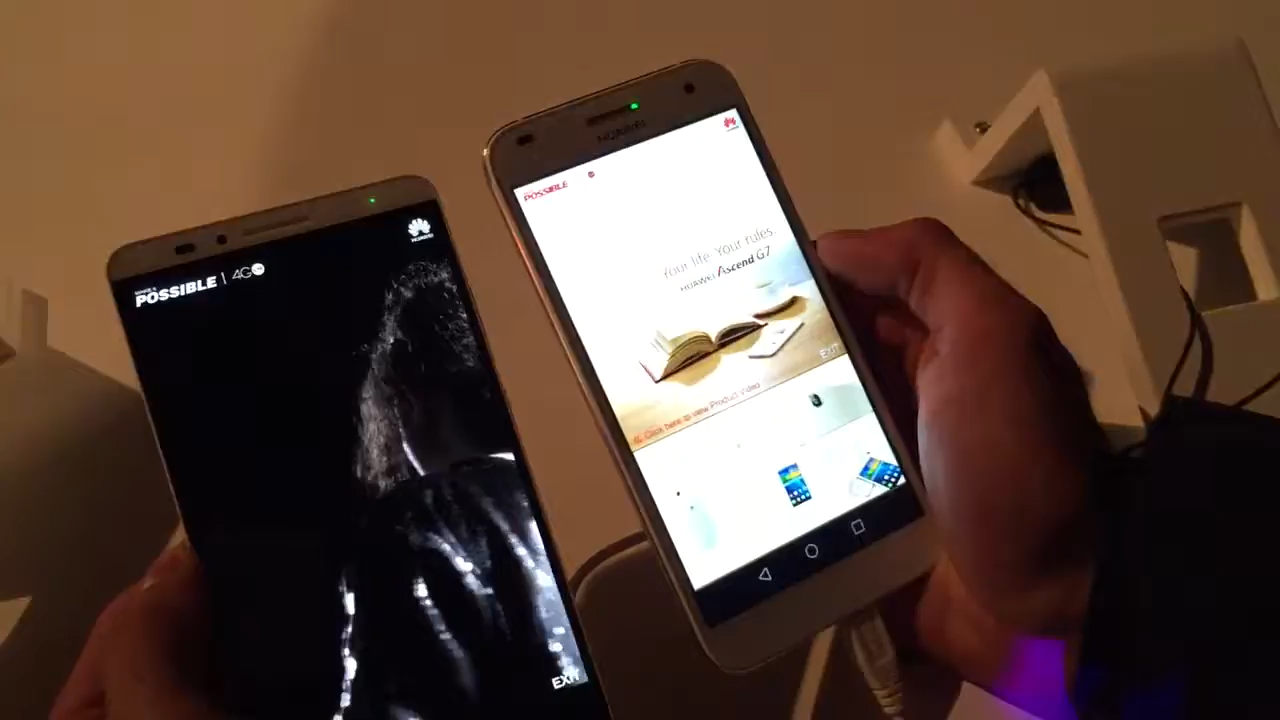 POSSIBLE | 4G
HUAWEI
EXIT
HUAWEI
POSSIBLE
Your life. Your rules.
HUAWEI Ascend G7
EXIT
Click here to view Product Video